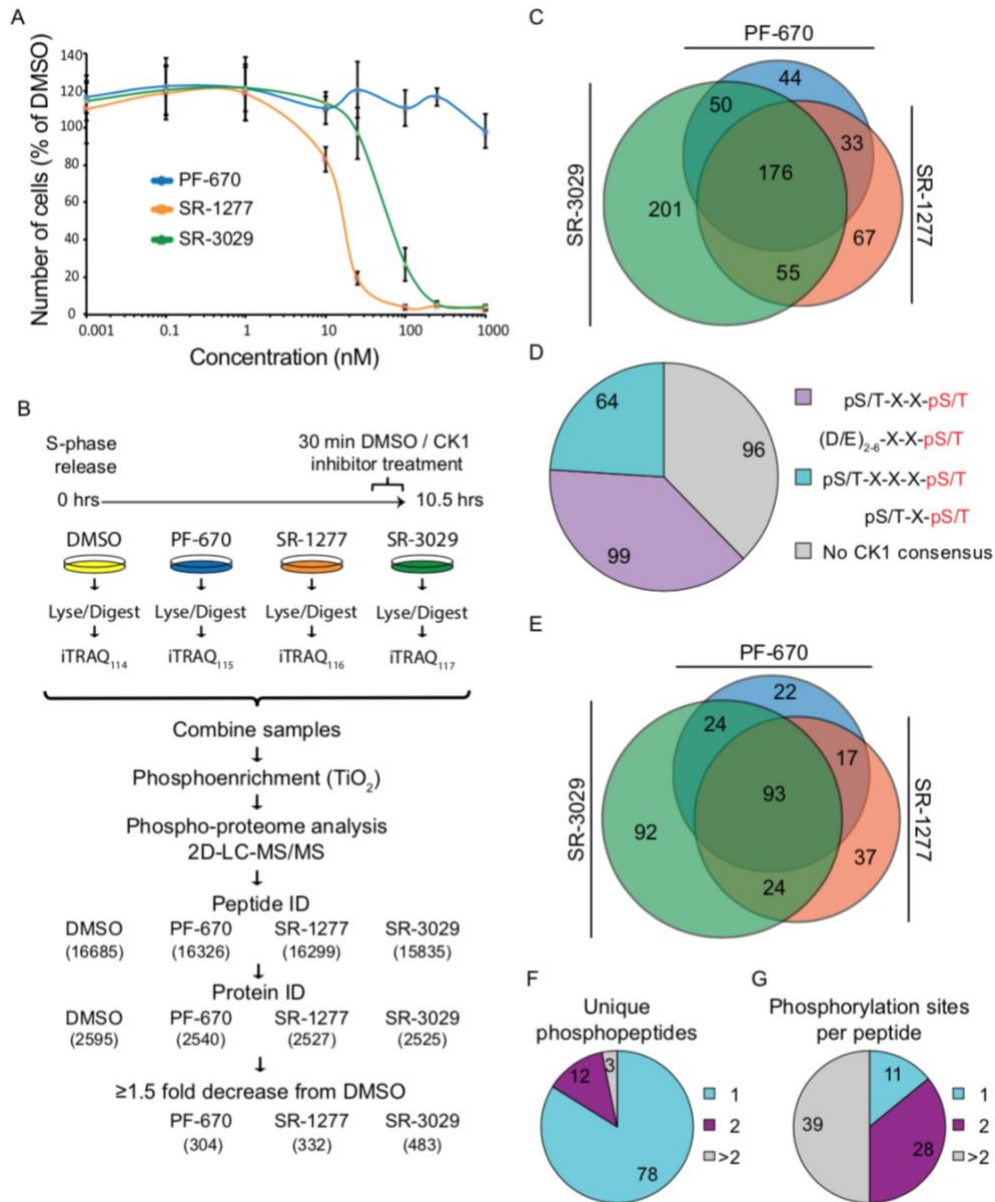 A
Number of cells (% of DMSO)
140
120
100
80
60
40
20
0
PF-670
SR-1277
SR-3029
0.001
0.1
1
10
100
1000
Concentration (nM)
B
S-phase
release
30 min DMSO / CK1
inhibitor treatment
0 hrs
10.5 hrs
DMSO PF-670 SR-1277 SR-3029
Lyse/Digest Lyse/Digest Lyse/Digest Lyse/Digest
iTRAQ114 iTRAQ115 iTRAQ116 iTRAQ117
Combine samples
Phosphoenrichment (TiO2)
Phospho-proteome analysis
2D-LC-MS/MS
Peptide ID
DMSO PF-670 SR-1277 SR-3029
(16685) (16326) (16299) (15835)
Protein ID
DMSO PF-670 SR-1277 SR-3029
(2595) (2540) (2527) (2525)
≥1.5 fold decrease from DMSO
PF-670 SR-1277 SR-3029
(304) (332) (483)
C
PF-670
SR-3029
SR-1277
44
50
33
176
201
67
55
D
64
96
99
pS/T-X-X-pS/T
(D/E)2-6-X-X-pS/T
pS/T-X-X-X-pS/T
pS/T-X-pS/T
No CK1 consensus
E
PF-670
SR-3029
SR-1277
22
24
17
93
92
37
24
F
Unique
phosphopeptides
12
3
78
1
2
>2
G
Phosphorylation sites
per peptide
11
39
28
1
2
>2